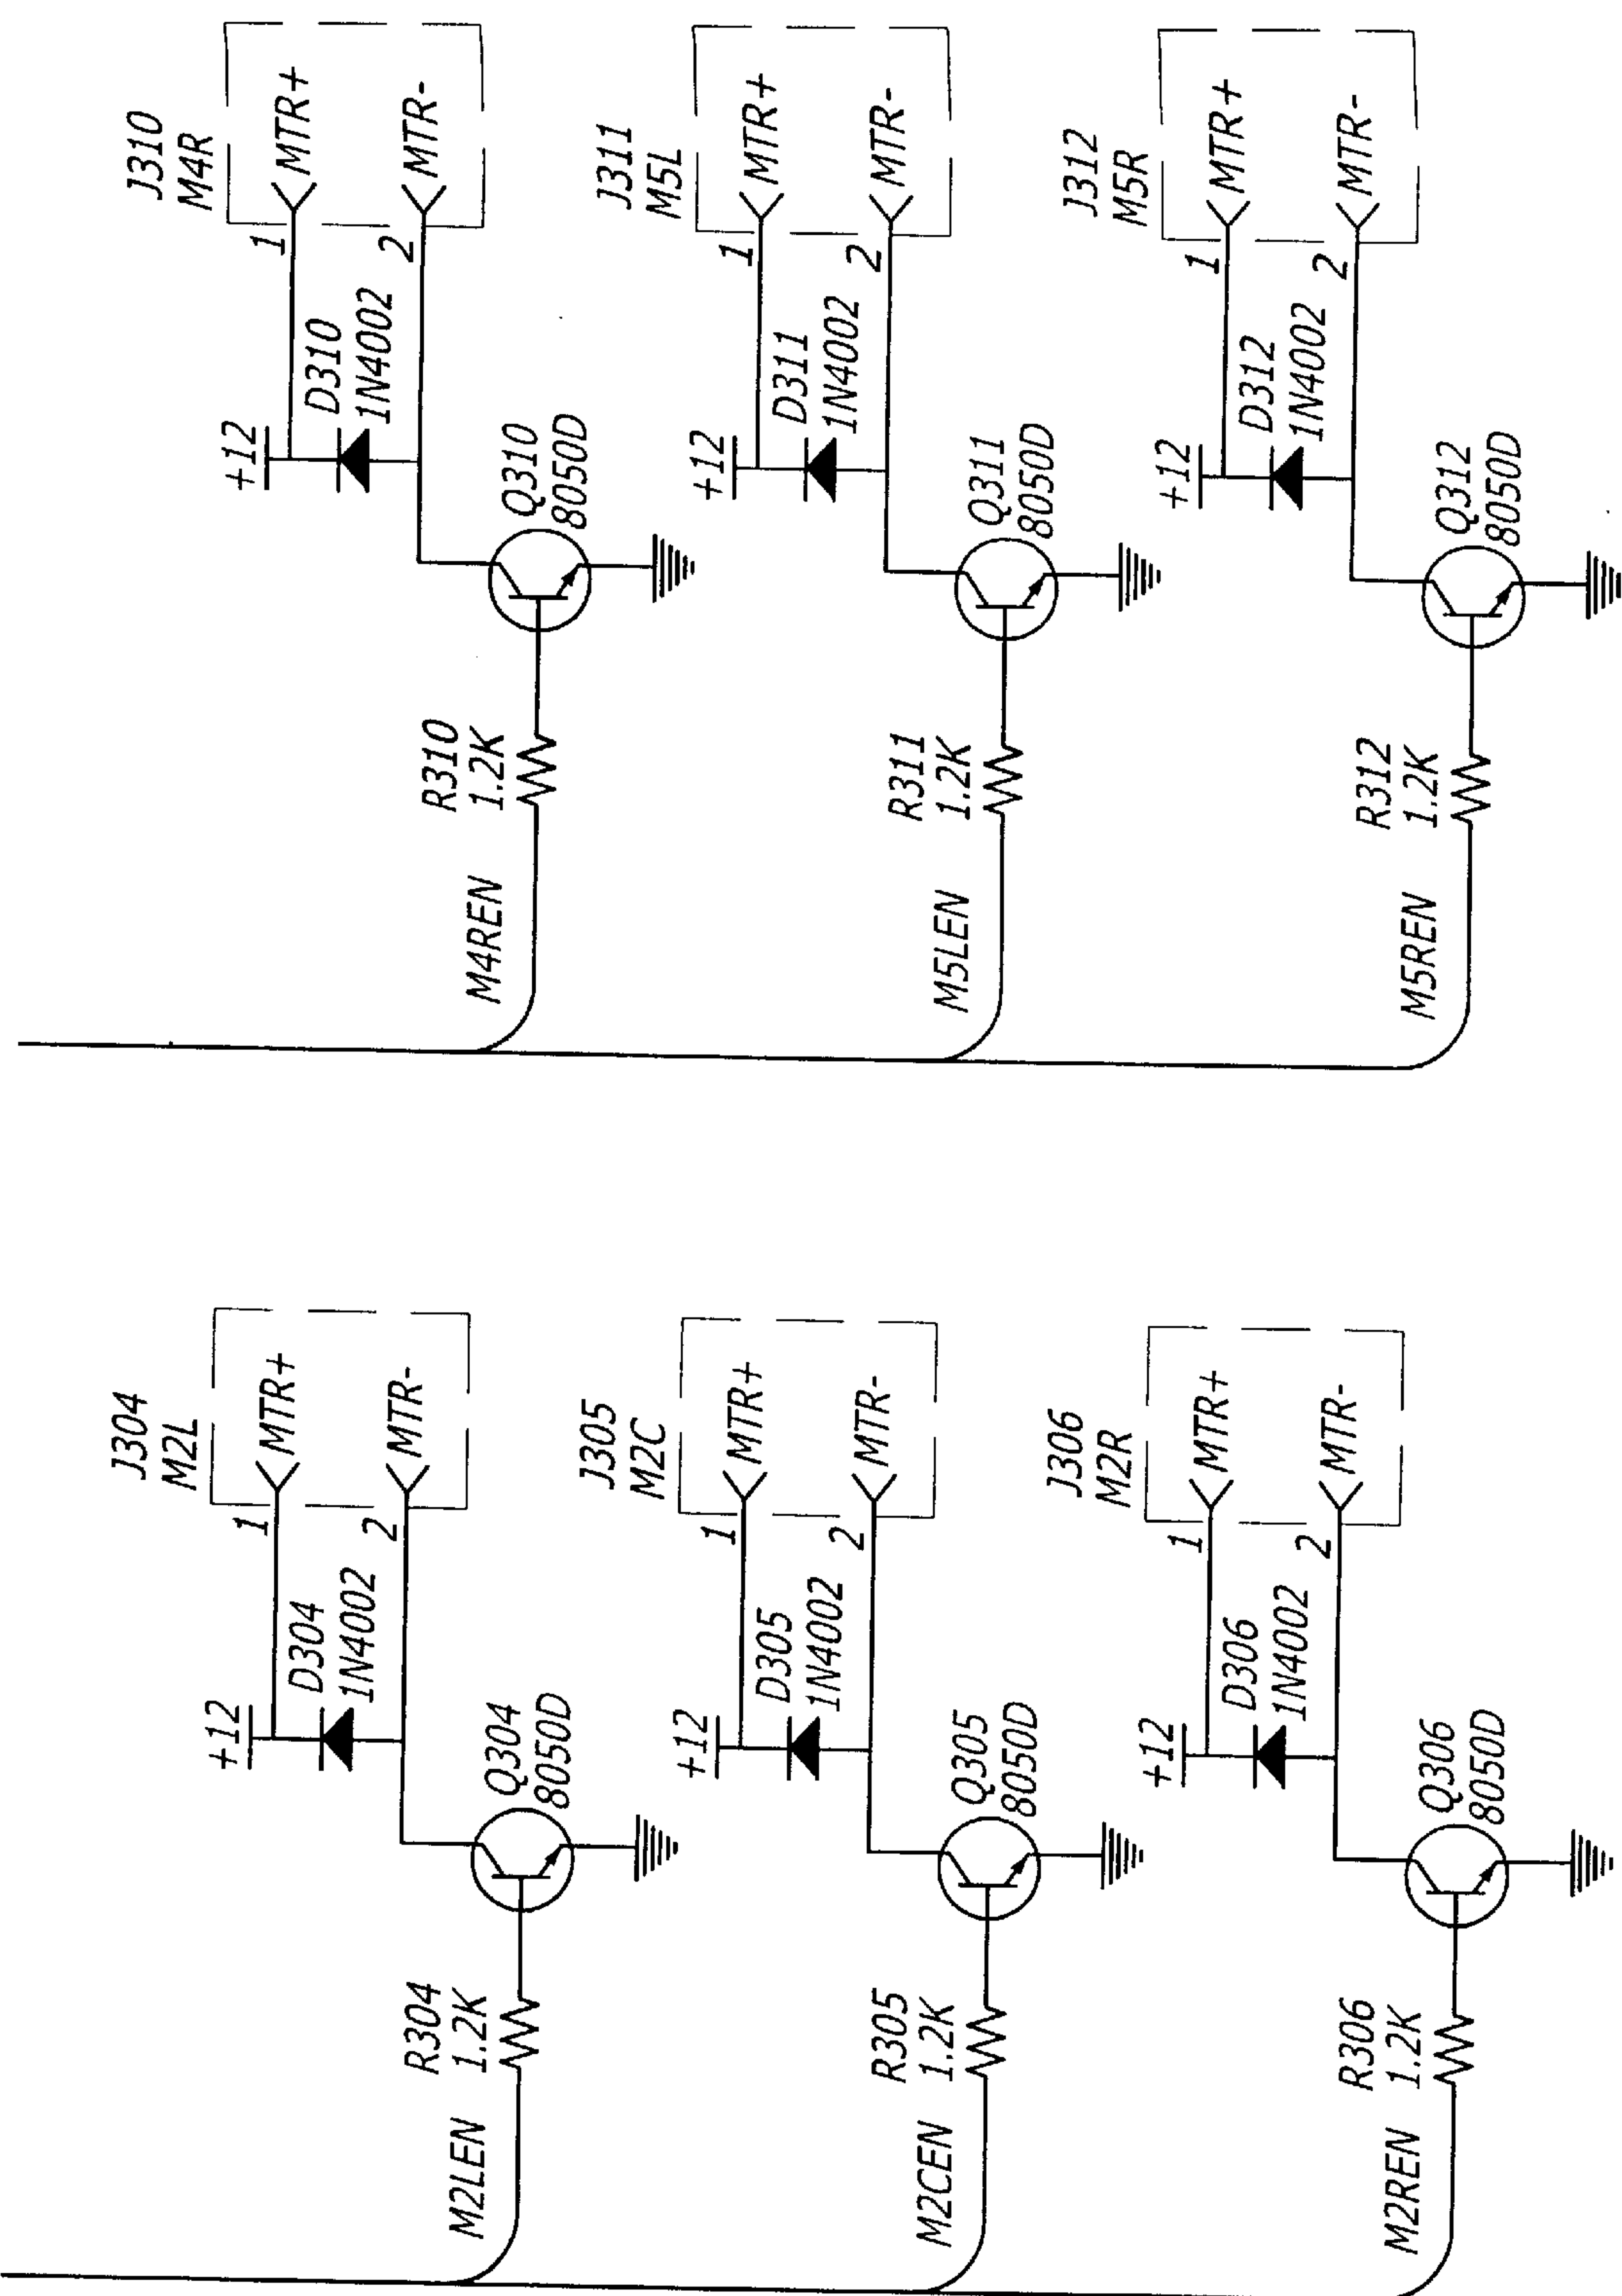 J304
M2L
+12
1
MTR+
D304
1N4002
2
MTR-
Q304
8050D
R304
1.2K
M2LEN
J305
M2C
+12
1
MTR+
D305
1N4002
2
MTR-
Q305
8050D
R305
1.2K
M2CEN
J306
M2R
+12
1
MTR+
D306
1N4002
2
MTR-
Q306
8050D
R306
1.2K
M2REN
J310
M4R
+12
1
MTR+
D310
1N4002
2
MTR-
Q310
8050D
R310
1.2K
M4REN
J311
M5L
+12
1
MTR+
D311
1N4002
2
MTR-
Q311
8050D
R311
1.2K
M5LEN
J312
M5R
+12
1
MTR+
D312
1N4002
2
MTR-
Q312
8050D
R312
1.2K
M5REN